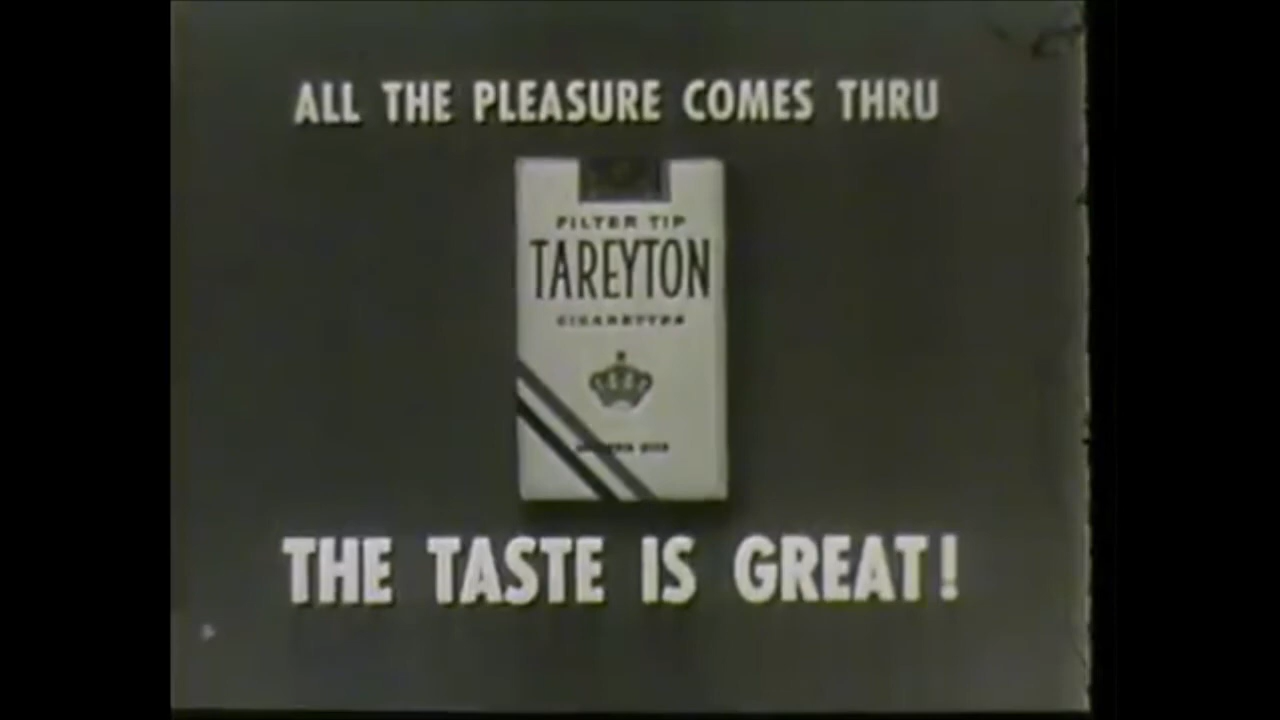 ALL THE PLEASURE COMES THRU
FILTER TIP
TAREYTON
CIGARETTES
THE TASTE IS GREAT!